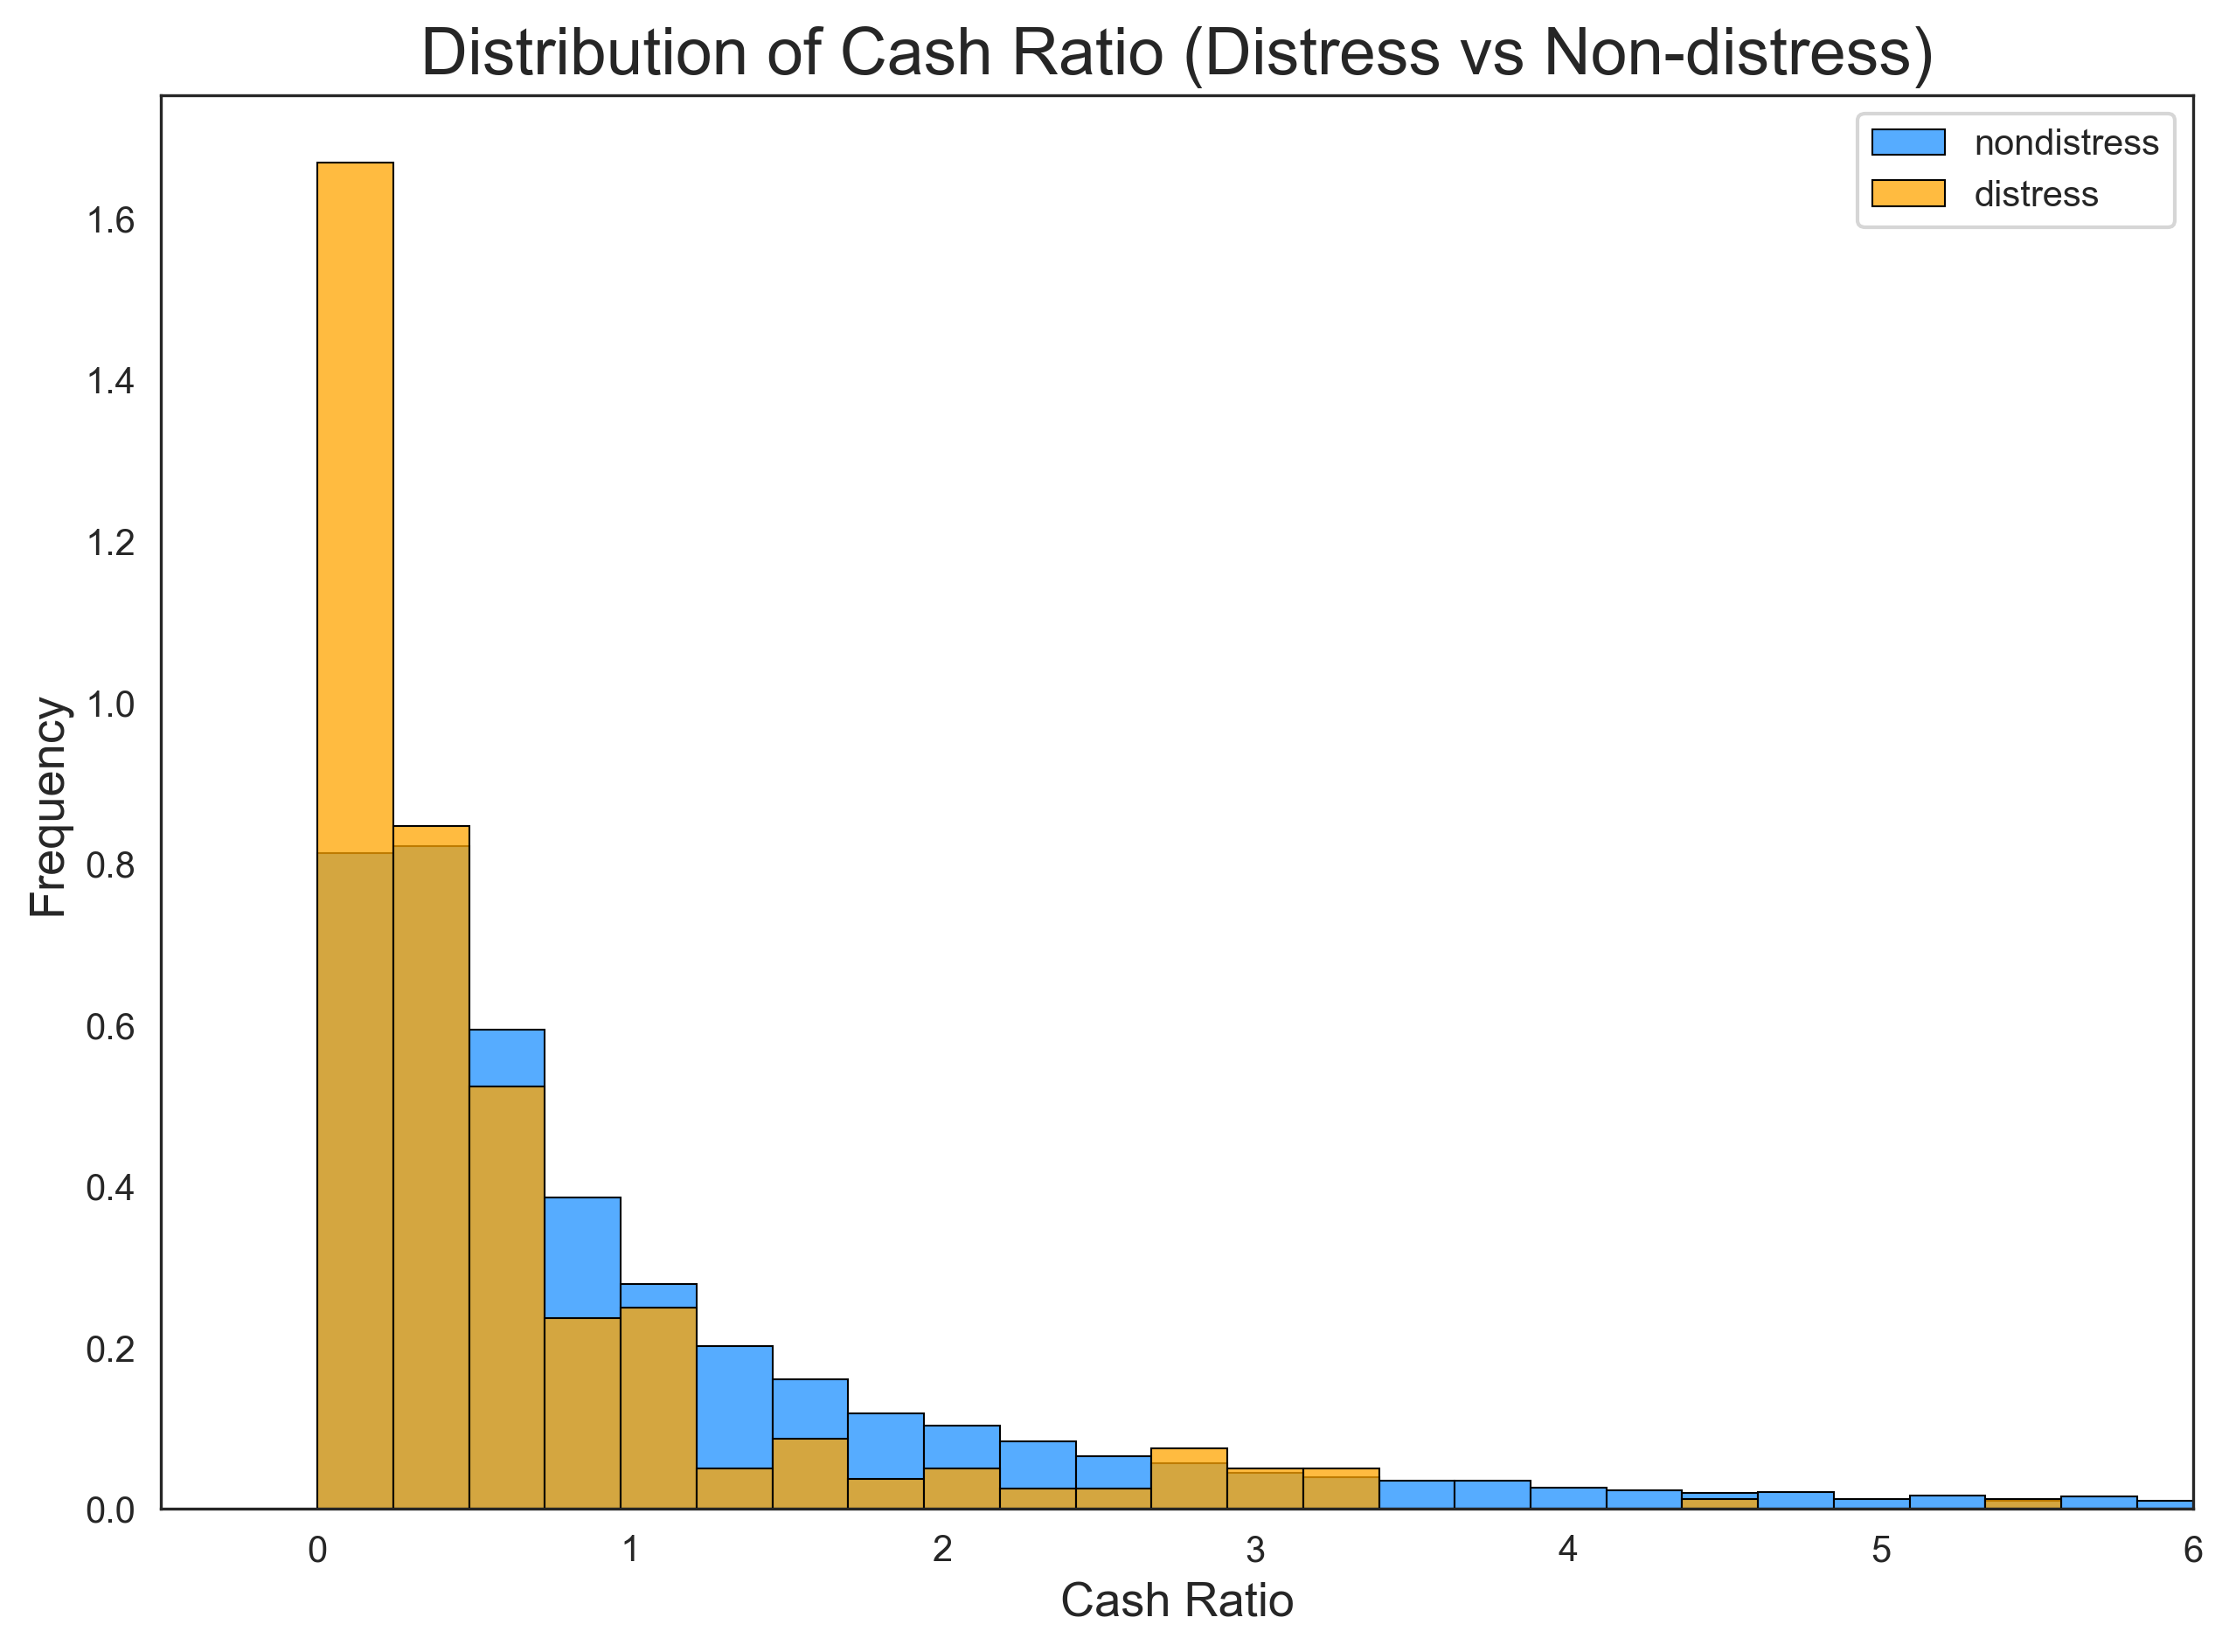 Distribution of Cash Ratio (Distress vs Non-distress)
nondistress
distress
Frequency
1.6
1.4
1.2
1.0
0.8
0.6
0.4
0.2
0.0
0 1 2 3 4 5 6
Cash Ratio